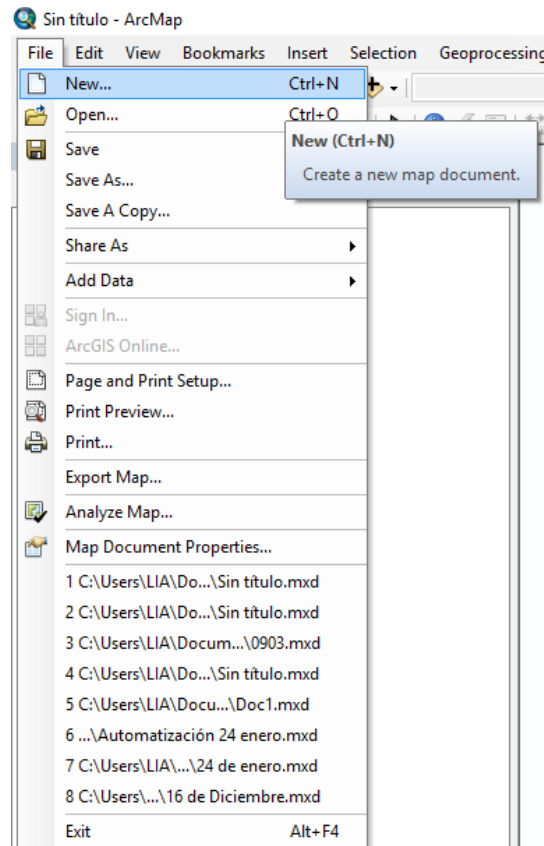 Sin título - ArcMap
File Edit View Bookmarks Insert Selection Geoprocessing
New... Ctrl+N
Open... Ctrl+O
New (Ctrl+N)
Save
Create a new map document.
Save As...
Save A Copy...
Share As
Add Data
Sign In...
ArcGIS Online...
Page and Print Setup...
Print Preview...
Print...
Export Map...
Analyze Map...
Map Document Properties...
1 C:\Users\LIA\Do...\Sin título.mxd
2 C:\Users\LIA\Do...\Sin título.mxd
3 C:\Users\LIA\Docum...\0903.mxd
4 C:\Users\LIA\Do...\Sin título.mxd
5 C:\Users\LIA\Docu...\Doc1.mxd
6 ...\Automatización 24 enero.mxd
7 C:\Users\LIA\...\24 de enero.mxd
8 C:\Users\...\16 de Diciembre.mxd
Exit Alt+F4